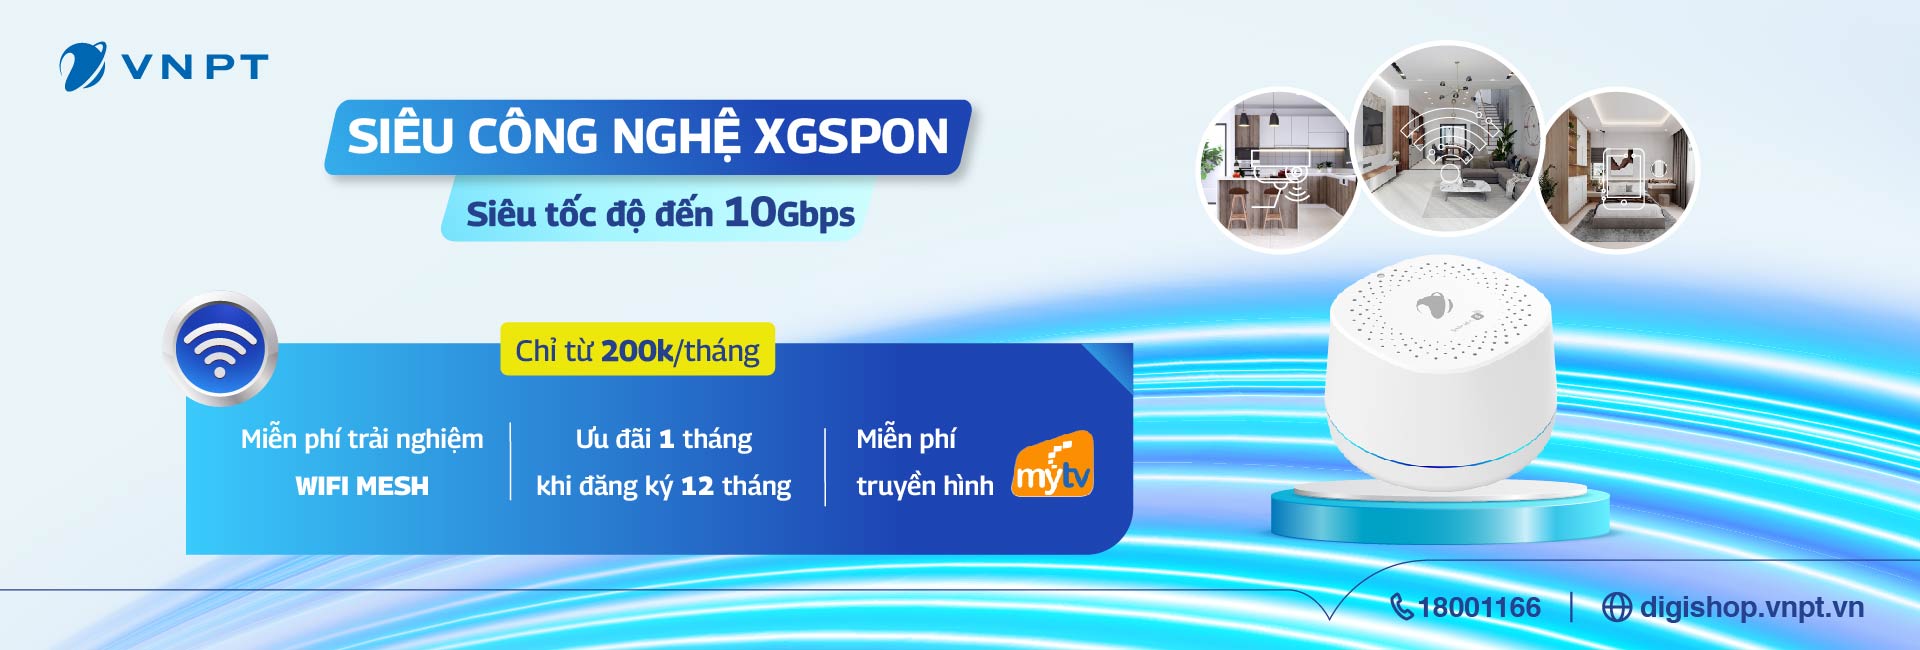 VNPT
SIÊU CÔNG NGHỆ XGSPON
Siêu tốc độ đến 10Gbps
Chỉ từ 200k/tháng
Miễn phí trải nghiệm
WIFI MESH
Ưu đãi 1 tháng
khi đăng ký 12 tháng
Miễn phí
truyền hình
mytv
18001166
digishop.vnpt.vn